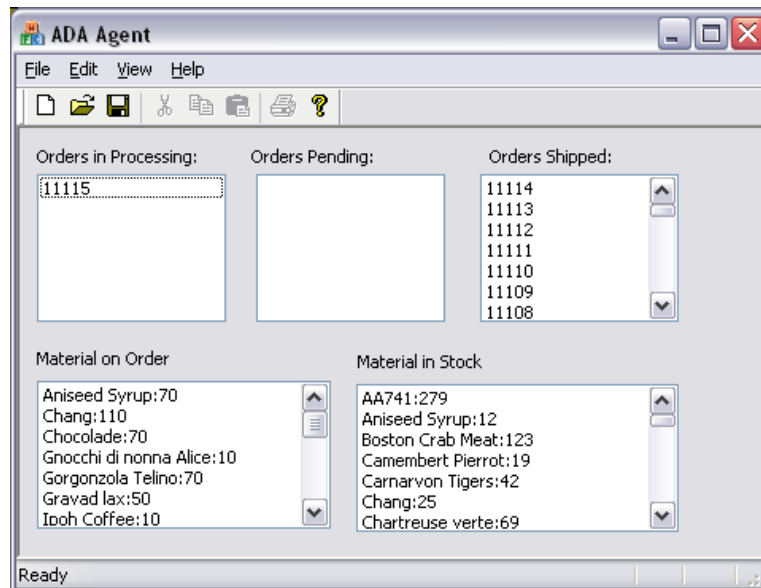 ADA Agent
File Edit View Help
Orders in Processing:
11115
Orders Pending:
Orders Shipped:
11114
11113
11112
11111
11110
11109
11108
Material on Order
Aniseed Syrup:70
Chang:110
Chocolade:70
Gnocchi di nonna Alice:10
Gorgonzola Telino:70
Gravad lax:50
Ipoh Coffee:10
Material in Stock
AA741:279
Aniseed Syrup:12
Boston Crab Meat:123
Camembert Pierrot:19
Carnarvon Tigers:42
Chang:25
Chartreuse verte:69
Ready